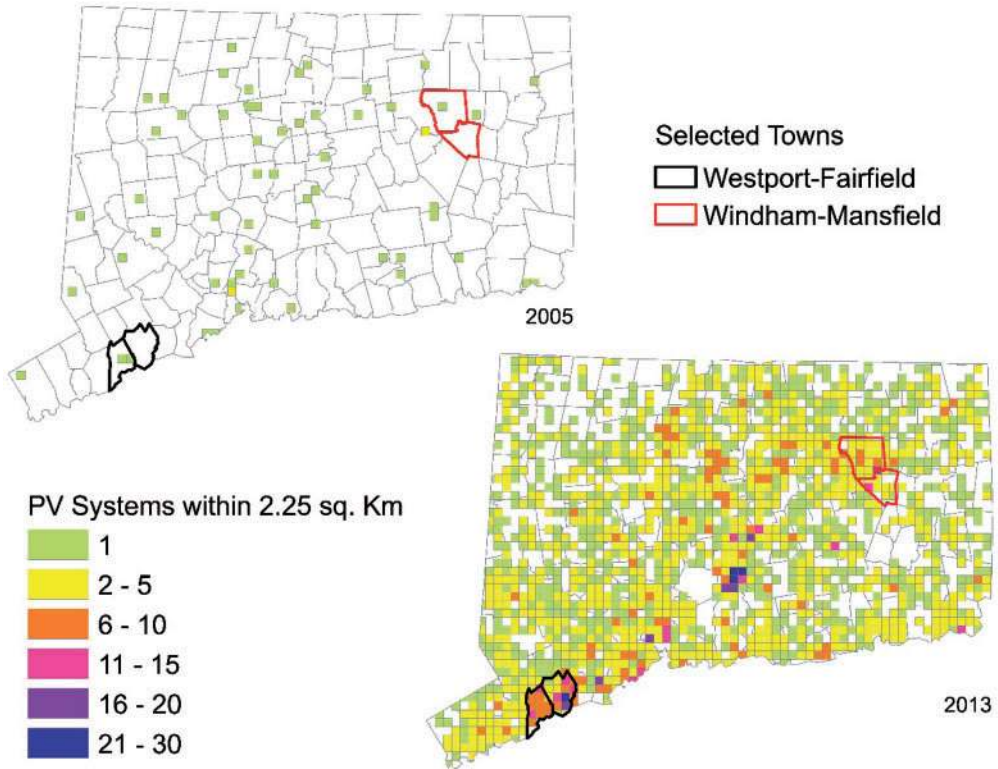 Selected Towns
Westport-Fairfield
Windham-Mansfield
2005
PV Systems within 2.25 sq. Km
1
2 - 5
6 - 10
11 - 15
16 - 20
21 - 30
2013